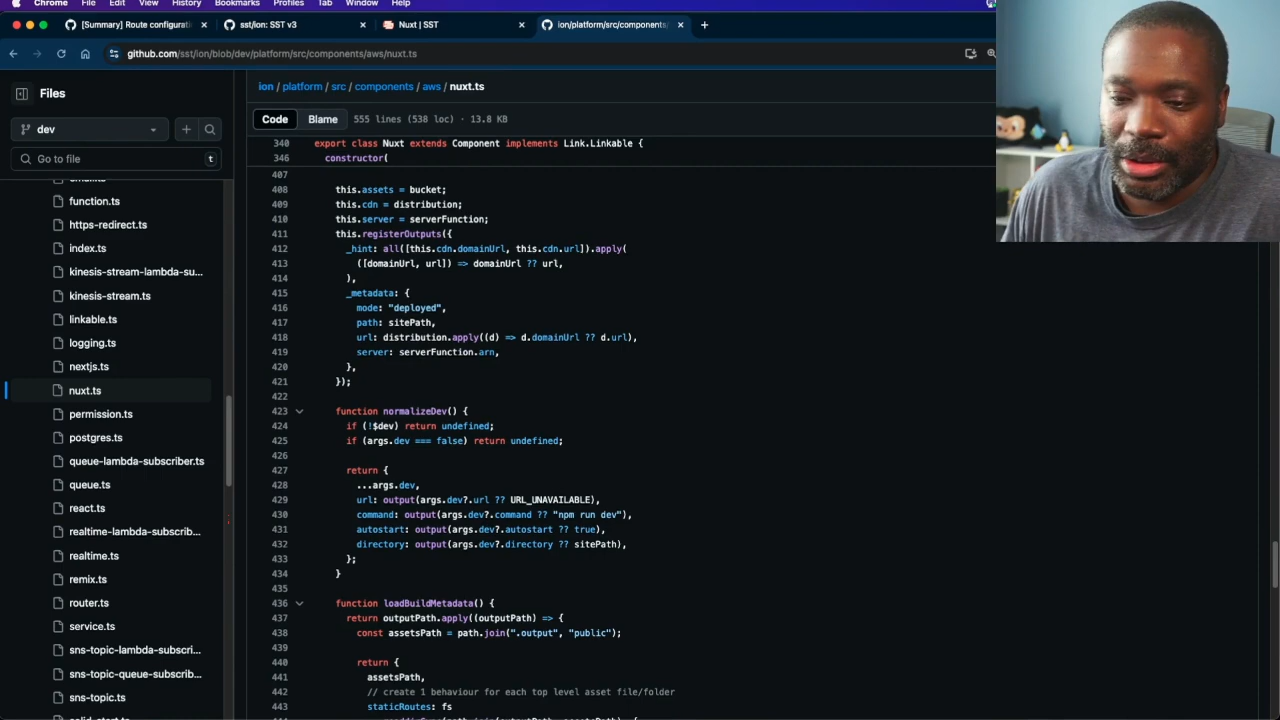 Chrome File Edit View History Bookmarks Profiles Tab Window Help
[Summary] Route configurati
sst/ion: SST v3
Nuxt | SST
ion/platform/src/components
github.com/sst/ion/blob/dev/platform/src/components/aws/nuxt.ts
Files
dev
Go to file
t
function.ts
https-redirect.ts
index.ts
kinesis-stream-lambda-su...
kinesis-stream.ts
linkable.ts
logging.ts
nextjs.ts
nuxt.ts
permission.ts
postgres.ts
queue-lambda-subscriber.ts
queue.ts
react.ts
realtime-lambda-subscrib...
realtime.ts
remix.ts
router.ts
service.ts
sns-topic-lambda-subscri...
sns-topic-queue-subscrib...
sns-topic.ts
ion / platform / src / components / aws / nuxt.ts
Code Blame 555 lines (538 loc) · 13.8 KB
340 export class Nuxt extends Component implements Link.Linkable {
346 constructor(
407
408 this.assets = bucket;
409 this.cdn = distribution;
410 this.server = serverFunction;
411 this.registerOutputs({
412 _hint: all([this.cdn.domainUrl, this.cdn.url]).apply(
413 ([domainUrl, url]) => domainUrl ?? url,
414 ),
415 _metadata: {
416 mode: "deployed",
417 path: sitePath,
418 url: distribution.apply((d) => d.domainUrl ?? d.url),
419 server: serverFunction.arn,
420 },
421 });
422
423 function normalizeDev() {
424 if (!$dev) return undefined;
425 if (args.dev === false) return undefined;
426
427 return {
428 ...args.dev,
429 url: output(args.dev?.url ?? URL_UNAVAILABLE),
430 command: output(args.dev?.command ?? "npm run dev"),
431 autostart: output(args.dev?.autostart ?? true),
432 directory: output(args.dev?.directory ?? sitePath),
433 };
434 }
435
436 function loadBuildMetadata() {
437 return outputPath.apply((outputPath) => {
438 const assetsPath = path.join(".output", "public");
439
440 return {
441 assetsPath,
442 // create 1 behaviour for each top level asset file/folder
443 staticRoutes: fs